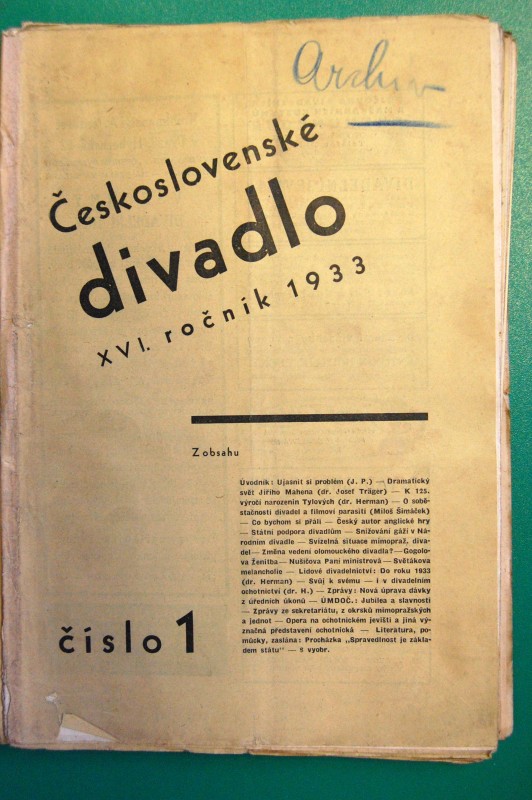 Archiv
Československé
divadlo
XVI. ročník 1933
Z obsahu
Úvodník: Ujasnit si problém (J. P.) — Dramatický
svět Jiřího Mahena (dr. Josef Träger) — K 125.
výročí narozenin Tylových (dr. Herman) — O sobě-
stačnosti divadel a filmoví parasiti (Miloš Šimáček)
— Co bychom si přáli — Český autor anglické hry
— Státní podpora divadlům — Snižování gáží v Ná-
rodním divadle — Svízelná situace mimopraž. diva-
del — Změna vedení olomouckého divadla? — Gogolo-
va Ženitba — Nušičova Paní ministrová — Světákova
melancholie — Lidové divadelnictví: Do roku 1933
(dr. Herman) — Svůj k svému — i v divadelním
ochotnictví (dr. H.) — Zprávy: Nová úprava dávky
z úředních úkonů — ÚMDOČ.: Jubilea a slavnosti
— Zprávy ze sekretariátu, z okrsků mimopražských
a jednot — Opera na ochotnickém jevišti a jiná vý-
značná představení ochotnická — Literatura, po-
můcky, zaslána: Procházka „Spravedlnost je zákla-
dem státu" — 8 vyobr.
číslo 1